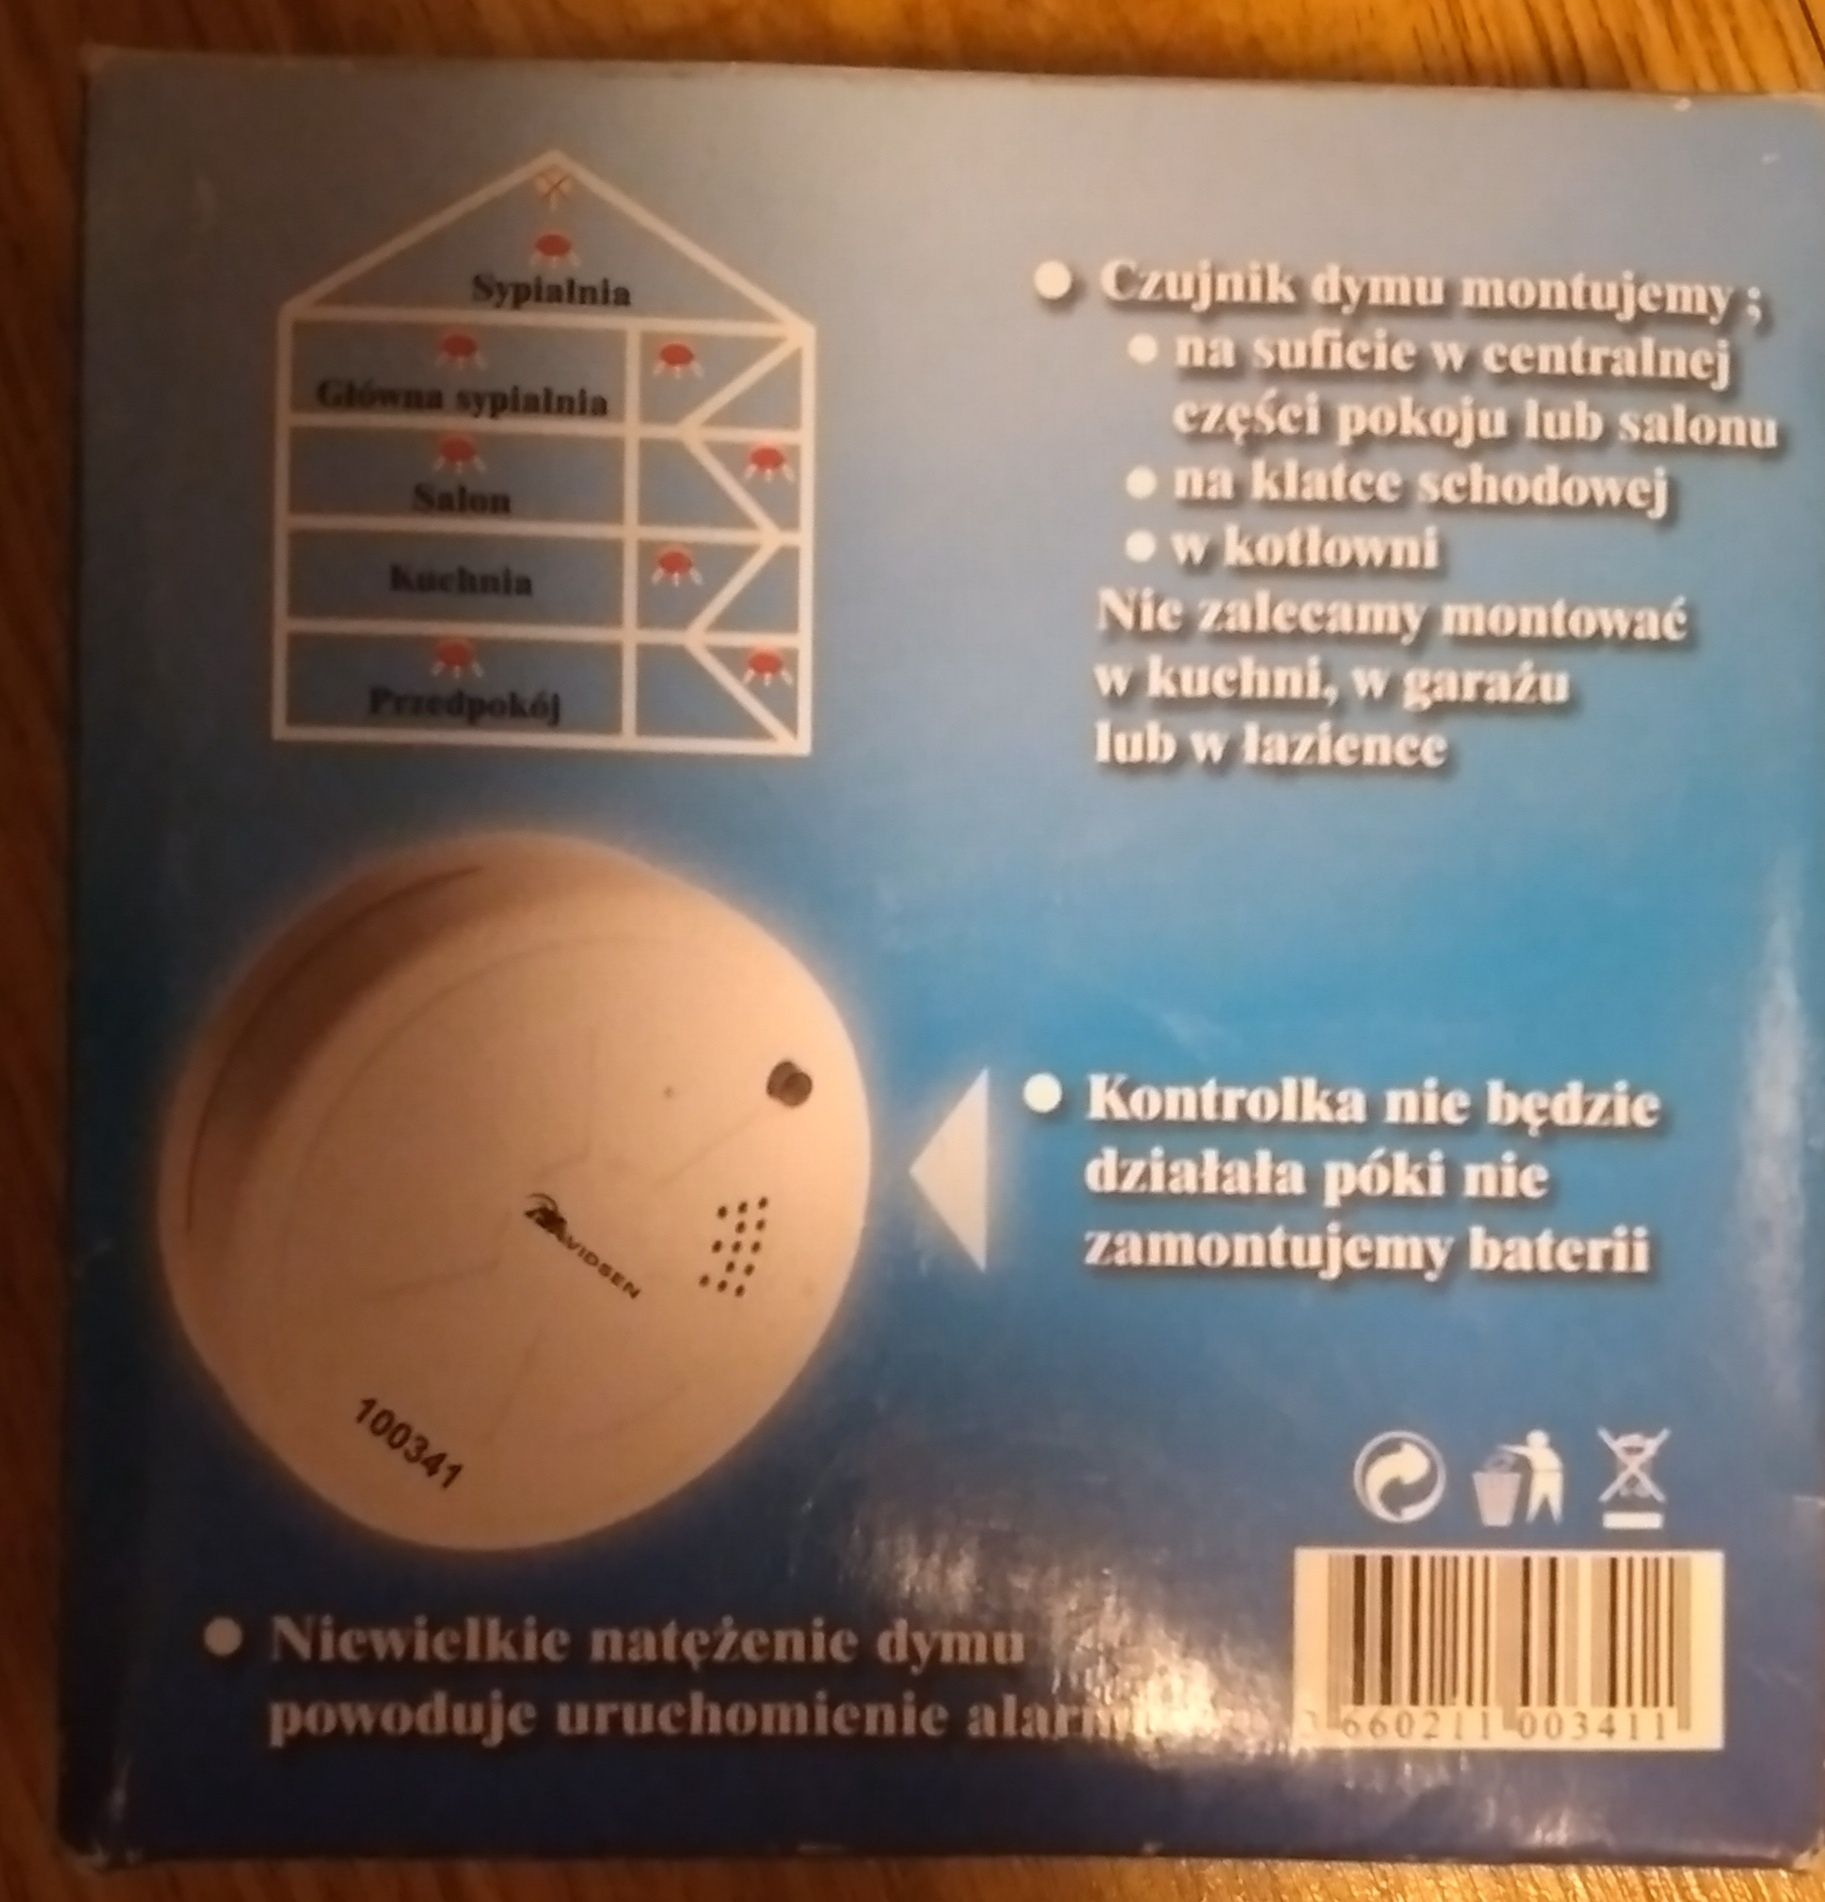 Sypialnia
Główna sypialnia
Salon
Kuchnia
Przedpokój
Czujnik dymu montujemy ;
na suficie w centralnej
części pokoju lub salonu
na klatce schodowej
w kotłowni
Nie zalecamy montować
w kuchni, w garażu
lub w łazience
AVIDSEN
100341
Kontrolka nie będzie
działała póki nie
zamontujemy baterii
Niewielkie natężenie dymu
powoduje uruchomienie
3 660211 003411